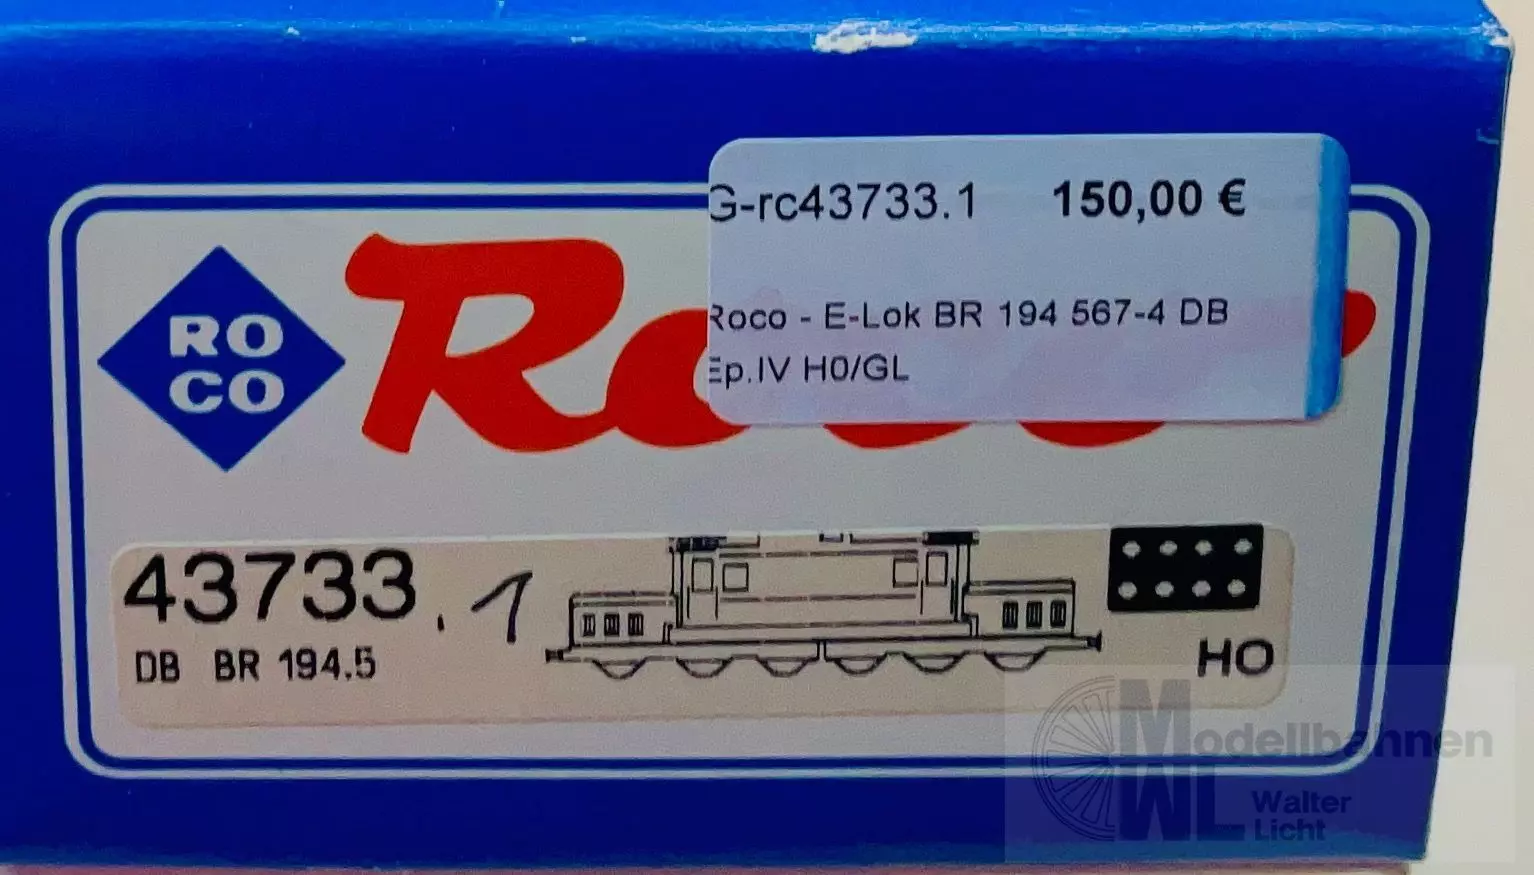 G-rc43733.1 150,00 €
Roco - E-Lok BR 194 567-4 DB
Ep.IV H0/GL
RO
CO
43733.1
DB BR 194.5
HO
Modellbahnen
WL Walter
Licht